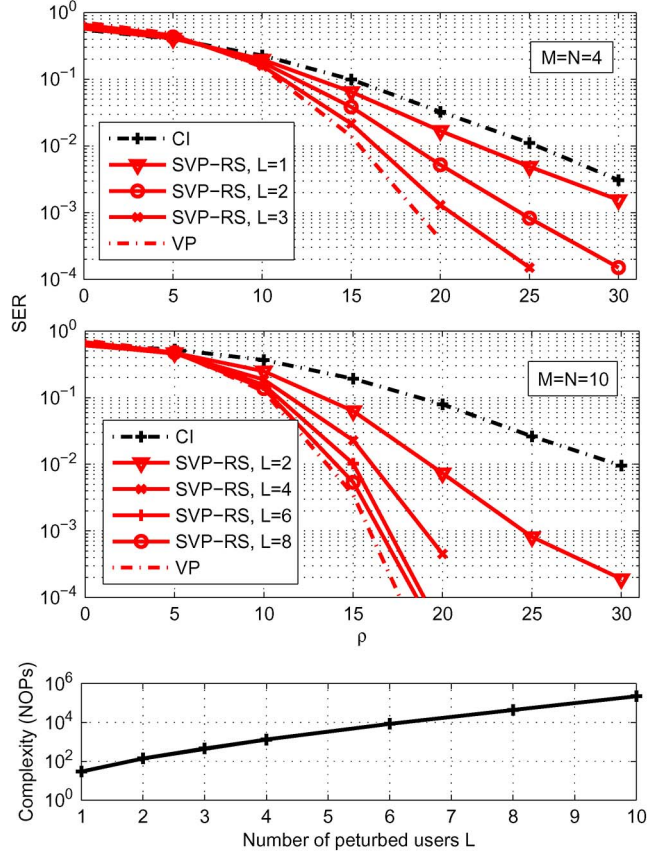 10^0
10^-1
10^-2
10^-3
10^-4
M=N=4
CI
SVP-RS, L=1
SVP-RS, L=2
SVP-RS, L=3
VP
0 5 10 15 20 25 30
SER
10^0
10^-1
10^-2
10^-3
10^-4
M=N=10
CI
SVP-RS, L=2
SVP-RS, L=4
SVP-RS, L=6
SVP-RS, L=8
VP
0 5 10 15 20 25 30
ρ
Complexity (NOPs)
10^6
10^4
10^2
10^0
1 2 3 4 5 6 7 8 9 10
Number of peturbed users L